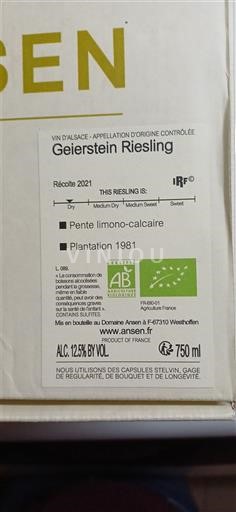 SEN
VIN D'ALSACE - APPELLATION D'ORIGINE CONTRÔLÉE
Geierstein Riesling
Récolte 2021
IRF©
THIS RIESLING IS:
Dry Medium Dry Medium Sweet Sweet
Pente limono-calcaire
Plantation 1981
VINYOU
L. 089.
"La consommation de
boissons alcoolisées
pendant la grossesse,
même en faible
quantité, peut avoir des
conséquences graves
sur la santé de l'enfant".
CONTAINS SULFITES
AB
AGRICULTURE
BIOLOGIQUE
FR-BIO-01
Agriculture France
Mis en bouteille au Domaine Ansen à F-67310 Westhoffen
www.ansen.fr
PRODUCT OF FRANCE
ALC. 12.5% BY VOL.
750 ml
NOUS UTILISONS DES CAPSULES STELVIN, GAGE
DE REGULARITÉ, DE BOUQUET ET DE LONGÉVITÉ.